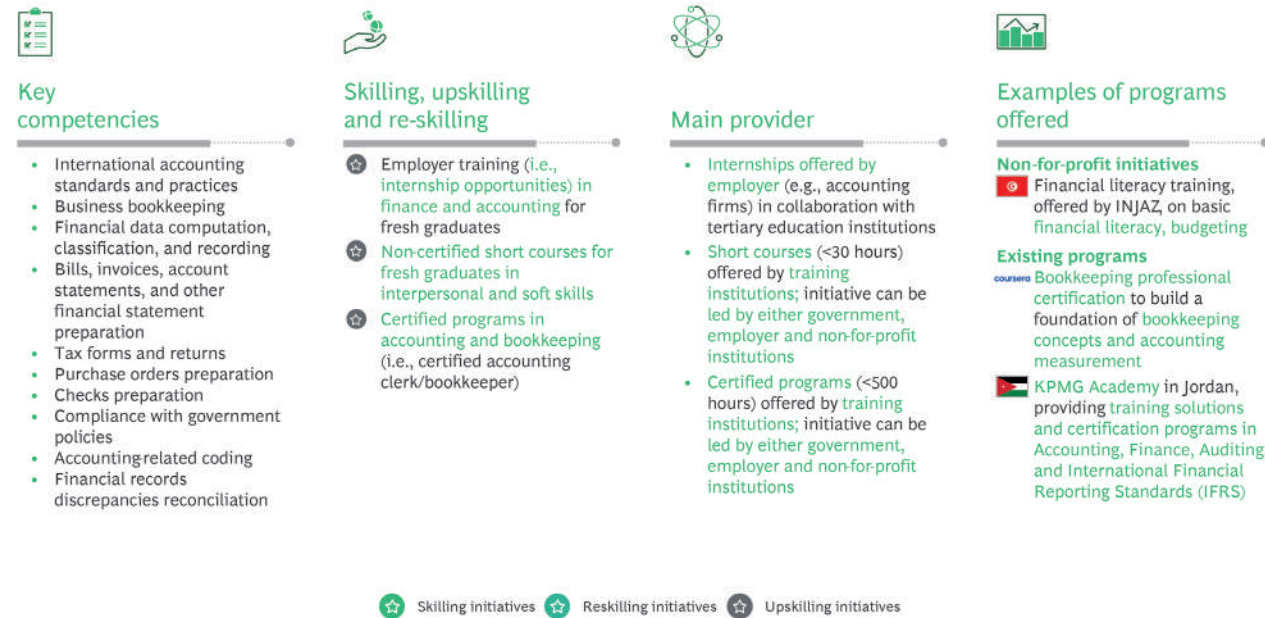 Key
competencies
• International accounting
standards and practices
• Business bookkeeping
• Financial data computation,
classification, and recording
• Bills, invoices, account
statements, and other
financial statement
preparation
• Tax forms and returns
• Purchase orders preparation
• Checks preparation
• Compliance with government
policies
• Accounting-related coding
• Financial records
discrepancies reconciliation
Skilling, upskilling
and re-skilling
Employer training (i.e.,
internship opportunities) in
finance and accounting for
fresh graduates
Non-certified short courses for
fresh graduates in
interpersonal and soft skills
Certified programs in
accounting and bookkeeping
(i.e., certified accounting
clerk/bookkeeper)
Main provider
• Internships offered by
employer (e.g., accounting
firms) in collaboration with
tertiary education institutions
• Short courses (<30 hours)
offered by training
institutions; initiative can be
led by either government,
employer and non-for-profit
institutions
• Certified programs (<500
hours) offered by training
institutions; initiative can be
led by either government,
employer and non-for-profit
institutions
Examples of programs
offered
Non-for-profit initiatives
Financial literacy training,
offered by INJAZ, on basic
financial literacy, budgeting
Existing programs
coursera Bookkeeping professional
certification to build a
foundation of bookkeeping
concepts and accounting
measurement
KPMG Academy in Jordan,
providing training solutions
and certification programs in
Accounting, Finance, Auditing
and International Financial
Reporting Standards (IFRS)
Skilling initiatives Reskilling initiatives Upskilling initiatives